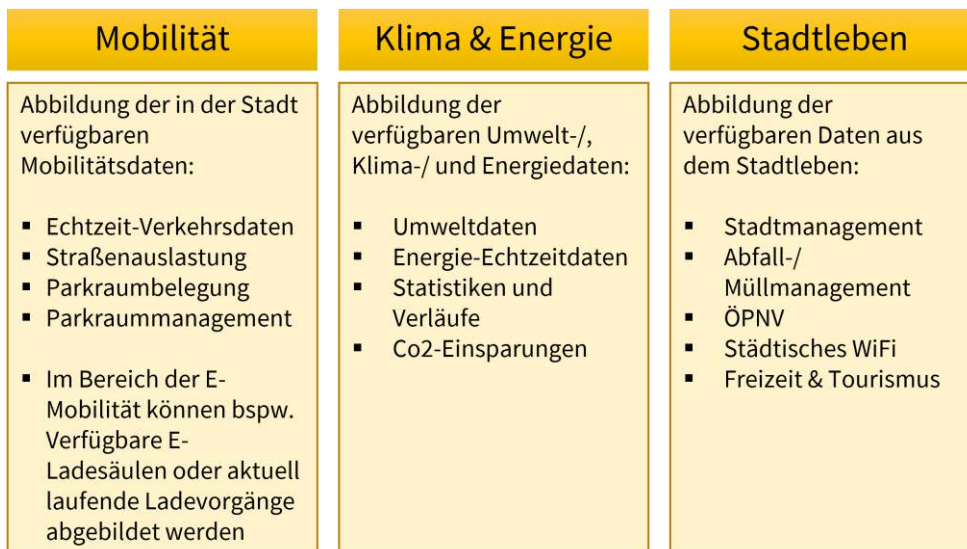 Mobilität
Abbildung der in der Stadt
verfügbaren
Mobilitätsdaten:
▪ Echtzeit-Verkehrsdaten
▪ Straßenauslastung
▪ Parkraumbelegung
▪ Parkraummanagement
▪ Im Bereich der E-
Mobilität können bspw.
Verfügbare E-
Ladesäulen oder aktuell
laufende Ladevorgänge
abgebildet werden
Klima & Energie
Abbildung der
verfügbaren Umwelt-/,
Klima-/ und Energiedaten:
▪ Umweltdaten
▪ Energie-Echtzeitdaten
▪ Statistiken und
Verläufe
▪ Co2-Einsparungen
Stadtleben
Abbildung der
verfügbaren Daten aus
dem Stadtleben:
▪ Stadtmanagement
▪ Abfall-/
Müllmanagement
▪ ÖPNV
▪ Städtisches WiFi
▪ Freizeit & Tourismus